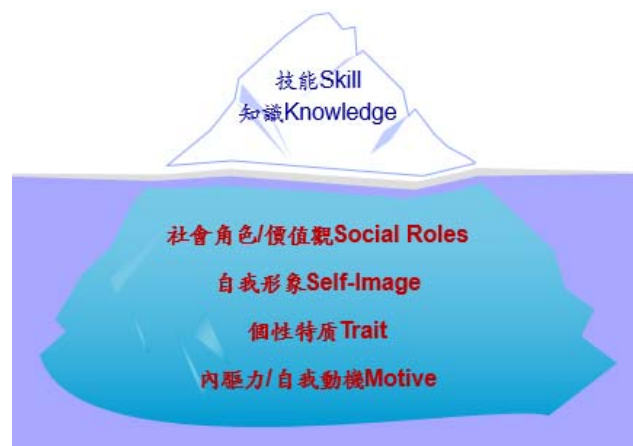 技能Skill
知識Knowledge
社會角色/價值觀Social Roles
自我形象Self-Image
個性特质Trait
內驅力/自我動機Motive